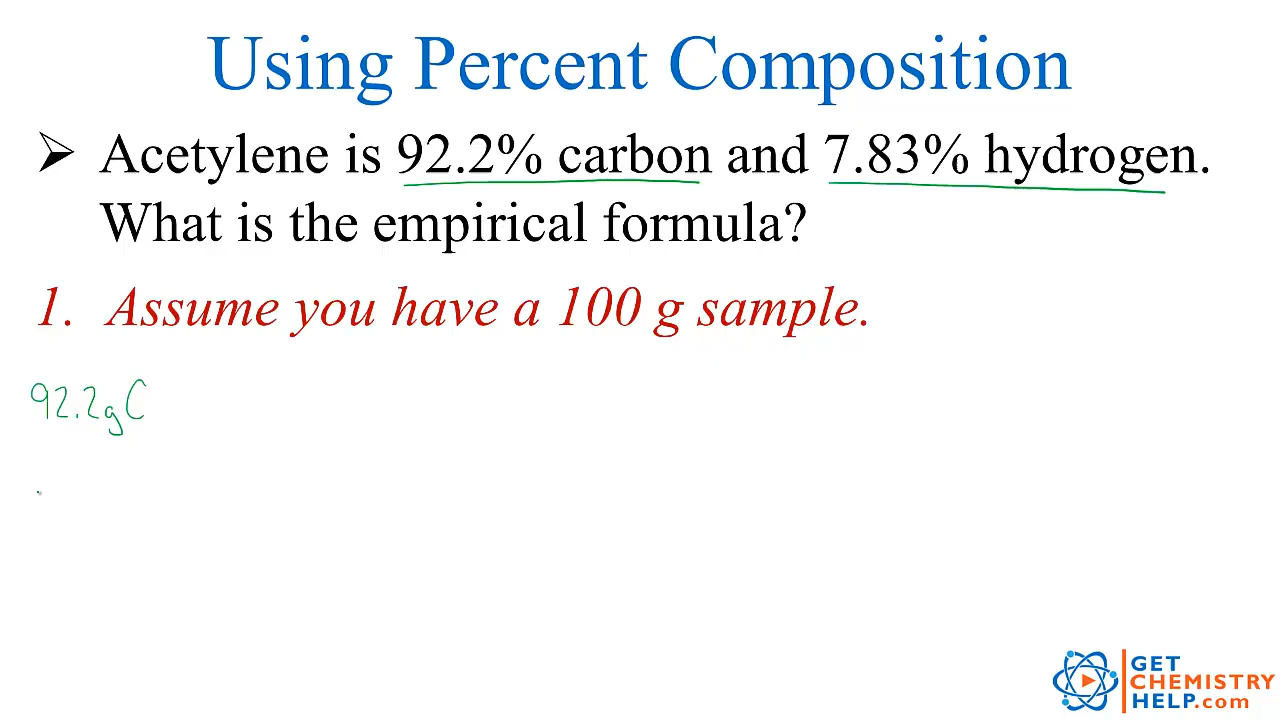 Using Percent Composition
➢ Acetylene is 92.2% carbon and 7.83% hydrogen.
What is the empirical formula?
1. Assume you have a 100 g sample.
92.2g C
GET
CHEMISTRY
HELP.com